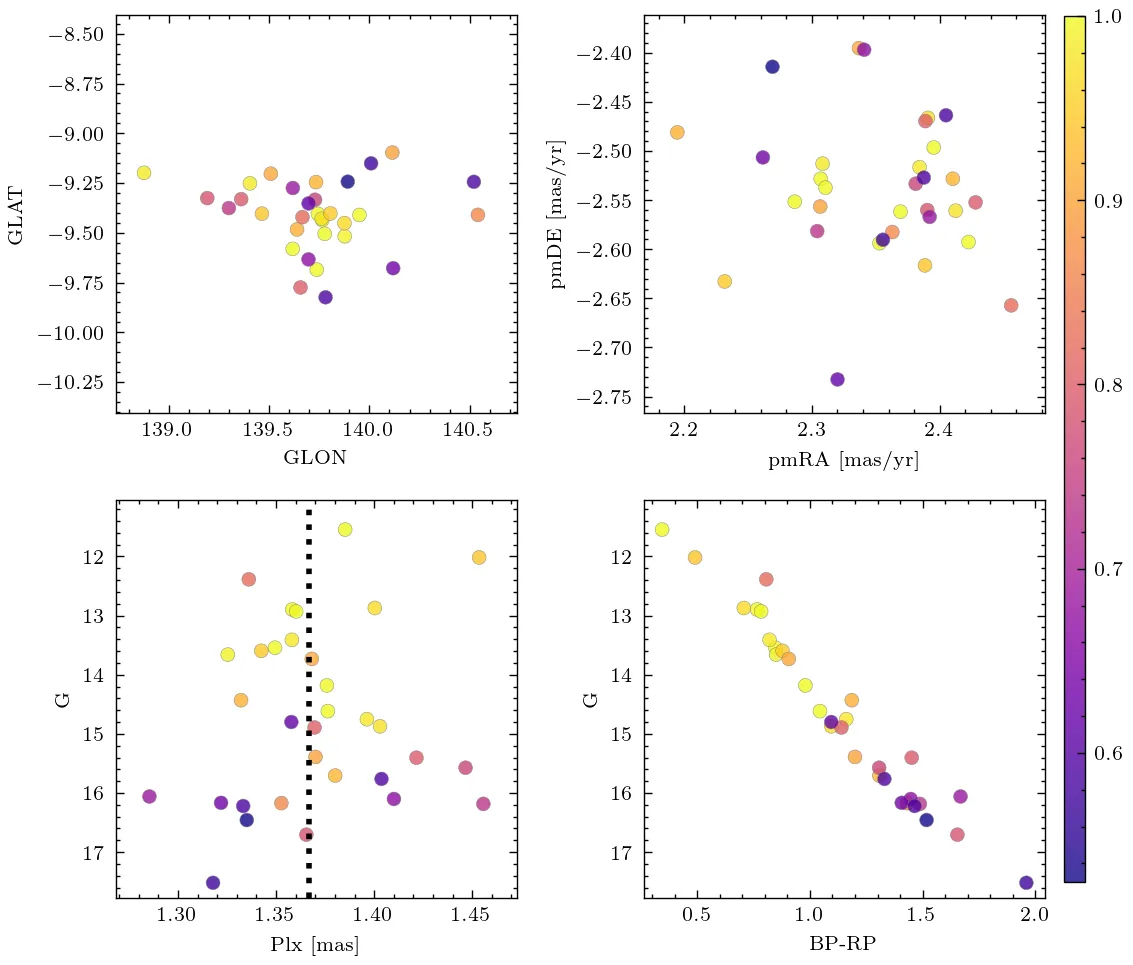 −8.50
−8.75
−9.00
−9.25
−9.50
−9.75
−10.00
−10.25
GLAT
139.0 139.5 140.0 140.5
GLON
−2.40
−2.45
−2.50
−2.55
−2.60
−2.65
−2.70
−2.75
pmDE [mas/yr]
2.2 2.3 2.4
pmRA [mas/yr]
1.0
0.9
0.8
0.7
0.6
12
13
14
15
16
17
G
1.30 1.35 1.40 1.45
Plx [mas]
12
13
14
15
16
17
G
0.5 1.0 1.5 2.0
BP-RP